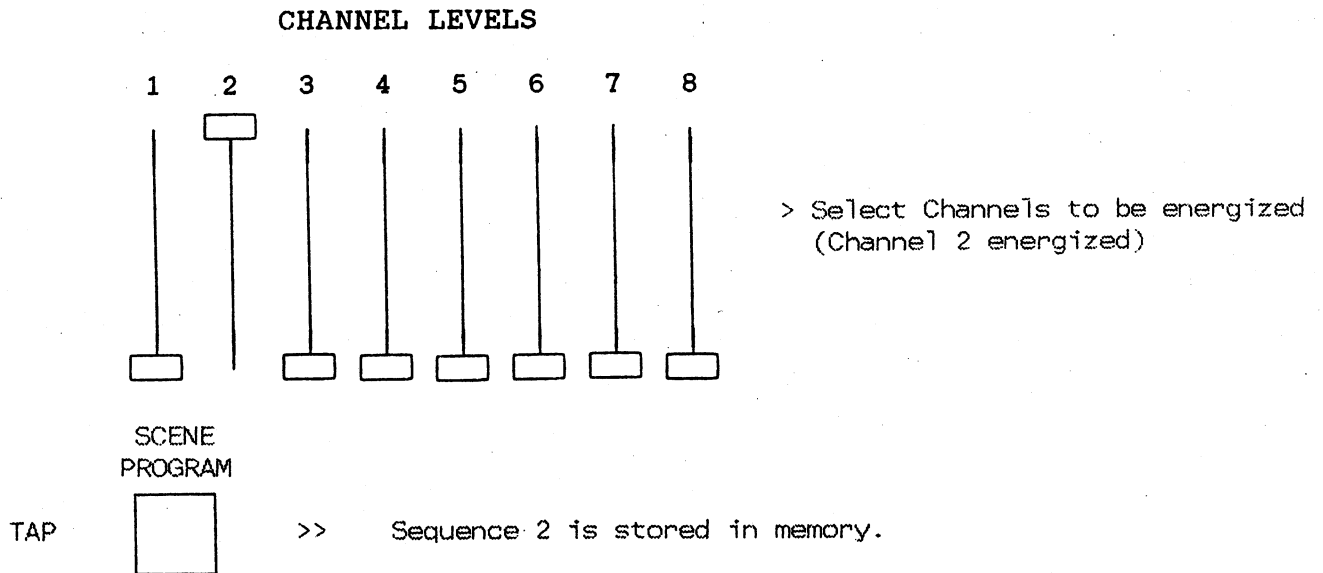 CHANNEL LEVELS
1 2 3 4 5 6 7 8
> Select Channels to be energized
(Channel 2 energized)
SCENE
PROGRAM
TAP >> Sequence 2 is stored in memory.